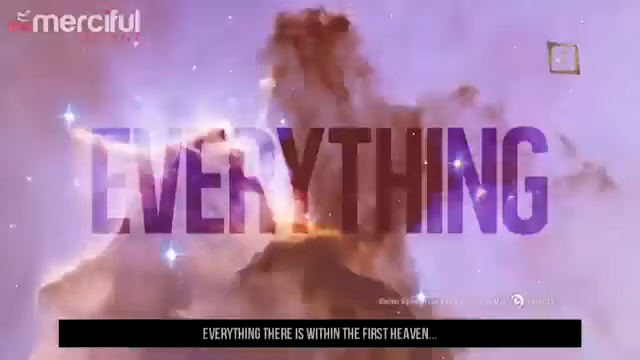 merciful
EVERYTHING
EVERYTHING THERE IS WITHIN THE FIRST HEAVEN...